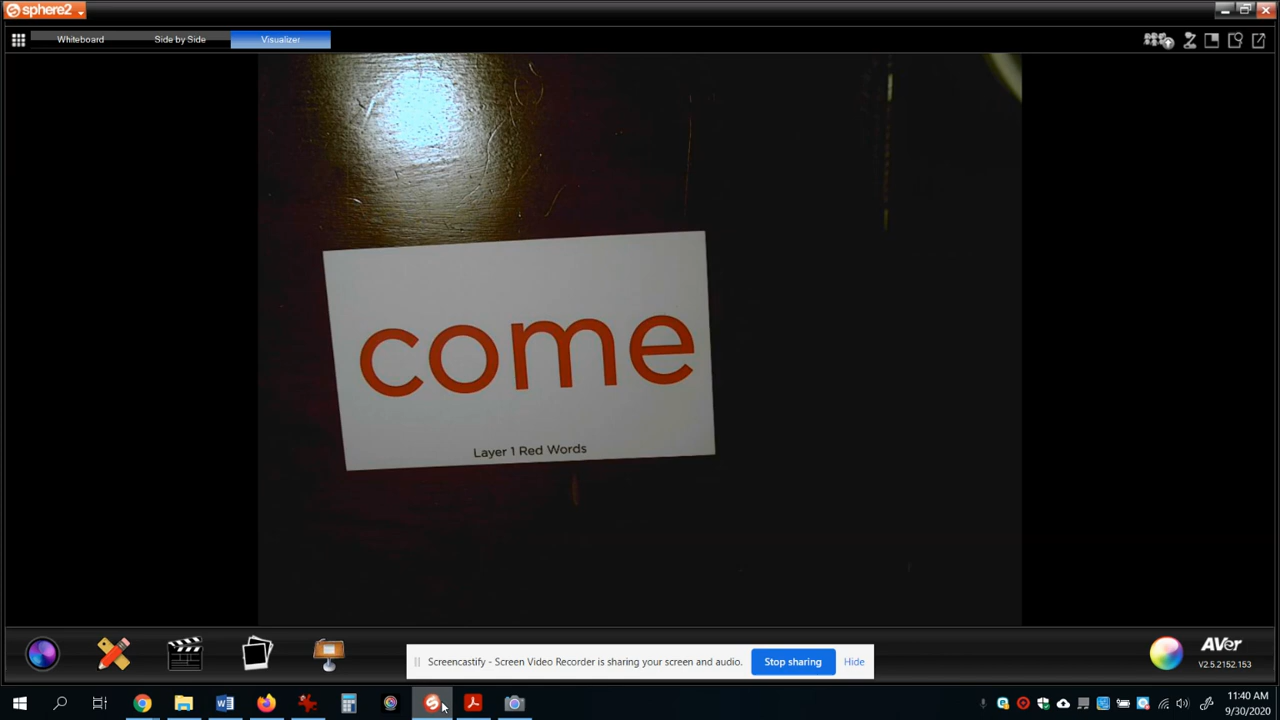 sphere2
Whiteboard
Side by Side
Visualizer
come
Layer 1 Red Words
Screencastify - Screen Video Recorder is sharing your screen and audio.
Stop sharing
Hide
AVer
V2.5.2152.153
11:40 AM
9/30/2020